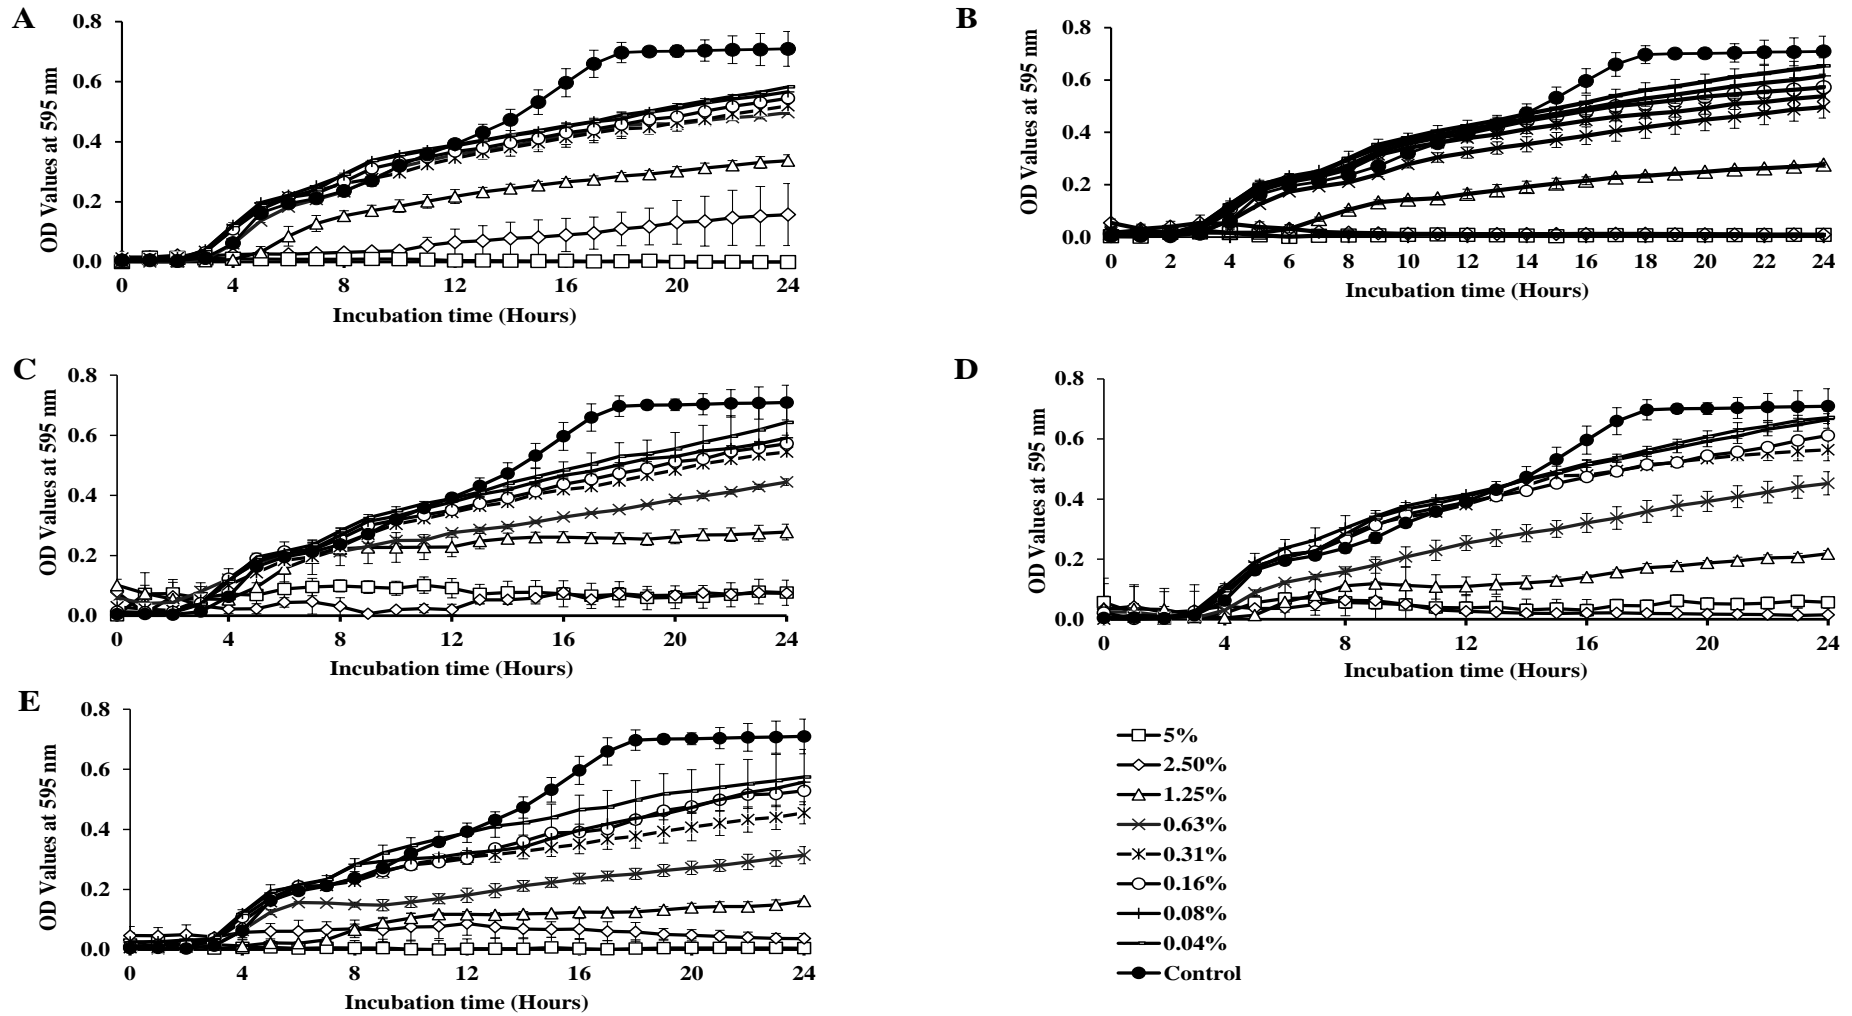 A
0.8
0.6
0.4
0.2
0.0
OD Values at 595 nm
0 4 8 12 16 20 24
Incubation time (Hours)
B
0.8
0.6
0.4
0.2
0.0
OD Values at 595 nm
0 2 4 6 8 10 12 14 16 18 20 22 24
Incubation time (Hours)
C
0.8
0.6
0.4
0.2
0.0
OD Values at 595 nm
0 4 8 12 16 20 24
Incubation time (Hours)
D
0.8
0.6
0.4
0.2
0.0
OD Values at 595 nm
0 4 8 12 16 20 24
Incubation time (Hours)
E
0.8
0.6
0.4
0.2
0.0
OD Values at 595 nm
0 4 8 12 16 20 24
Incubation time (Hours)
5%
2.50%
1.25%
0.63%
0.31%
0.16%
0.08%
0.04%
Control